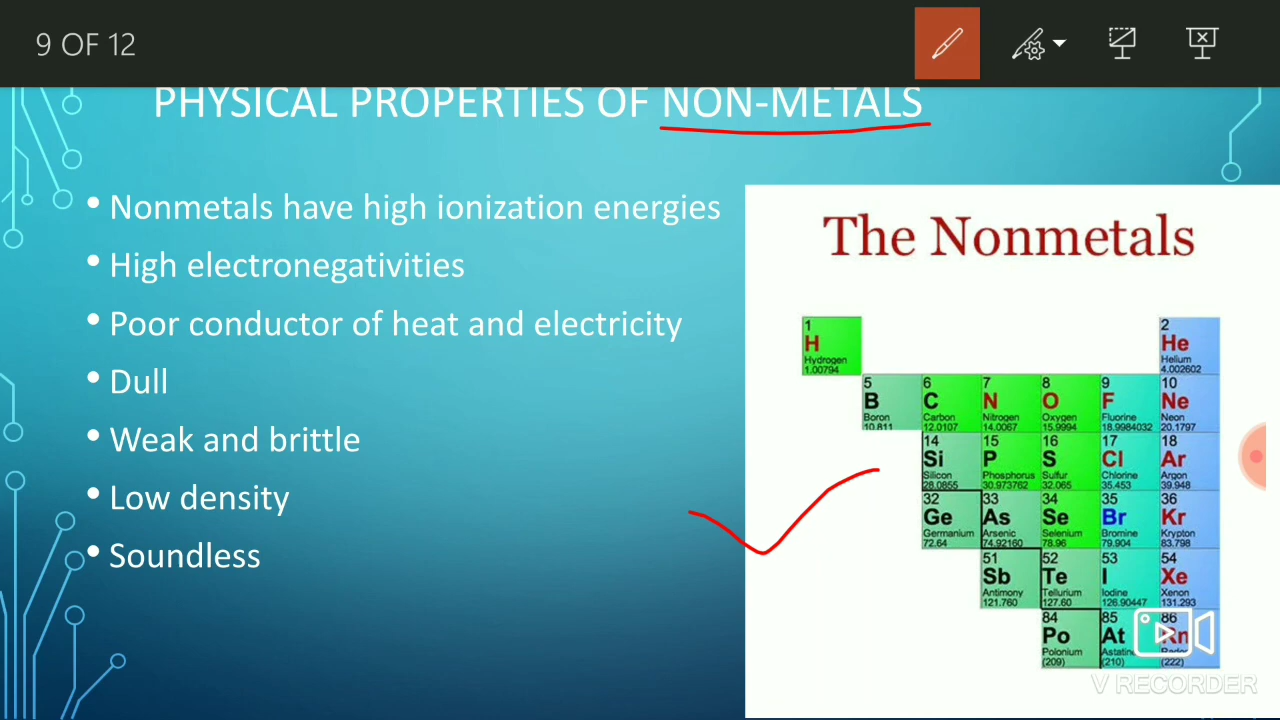 9 OF 12
PHYSICAL PROPERTIES OF NON-METALS
• Nonmetals have high ionization energies
• High electronegativities
• Poor conductor of heat and electricity
• Dull
• Weak and brittle
• Low density
• Soundless
The Nonmetals
1 H Hydrogen 1.00794
2 He Helium 4.002602
5 B Boron 10.811
6 C Carbon 12.0107
7 N Nitrogen 14.0067
8 O Oxygen 15.9994
9 F Fluorine 18.9984032
10 Ne Neon 20.1797
14 Si Silicon 28.0855
15 P Phosphorus 30.973762
16 S Sulfur 32.065
17 Cl Chlorine 35.453
18 Ar Argon 39.948
32 Ge Germanium 72.64
33 As Arsenic 74.92160
34 Se Selenium 78.96
35 Br Bromine 79.904
36 Kr Krypton 83.798
51 Sb Antimony 121.760
52 Te Tellurium 127.60
53 I Iodine 126.90447
54 Xe Xenon 131.293
84 Po Polonium (209)
85 At Astatine (210)
86 Rn (222)
V RECORDER